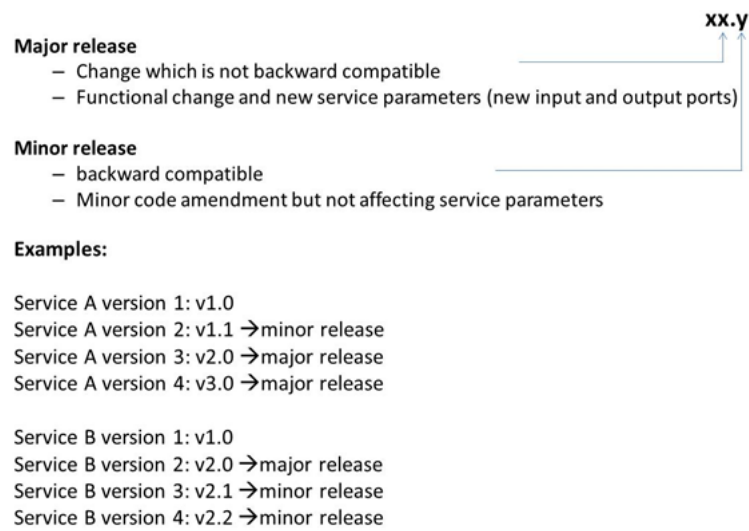 xx.y
Major release
– Change which is not backward compatible
– Functional change and new service parameters (new input and output ports)
Minor release
– backward compatible
– Minor code amendment but not affecting service parameters
Examples:
Service A version 1: v1.0
Service A version 2: v1.1 →minor release
Service A version 3: v2.0 →major release
Service A version 4: v3.0 →major release
Service B version 1: v1.0
Service B version 2: v2.0 →major release
Service B version 3: v2.1 →minor release
Service B version 4: v2.2 →minor release